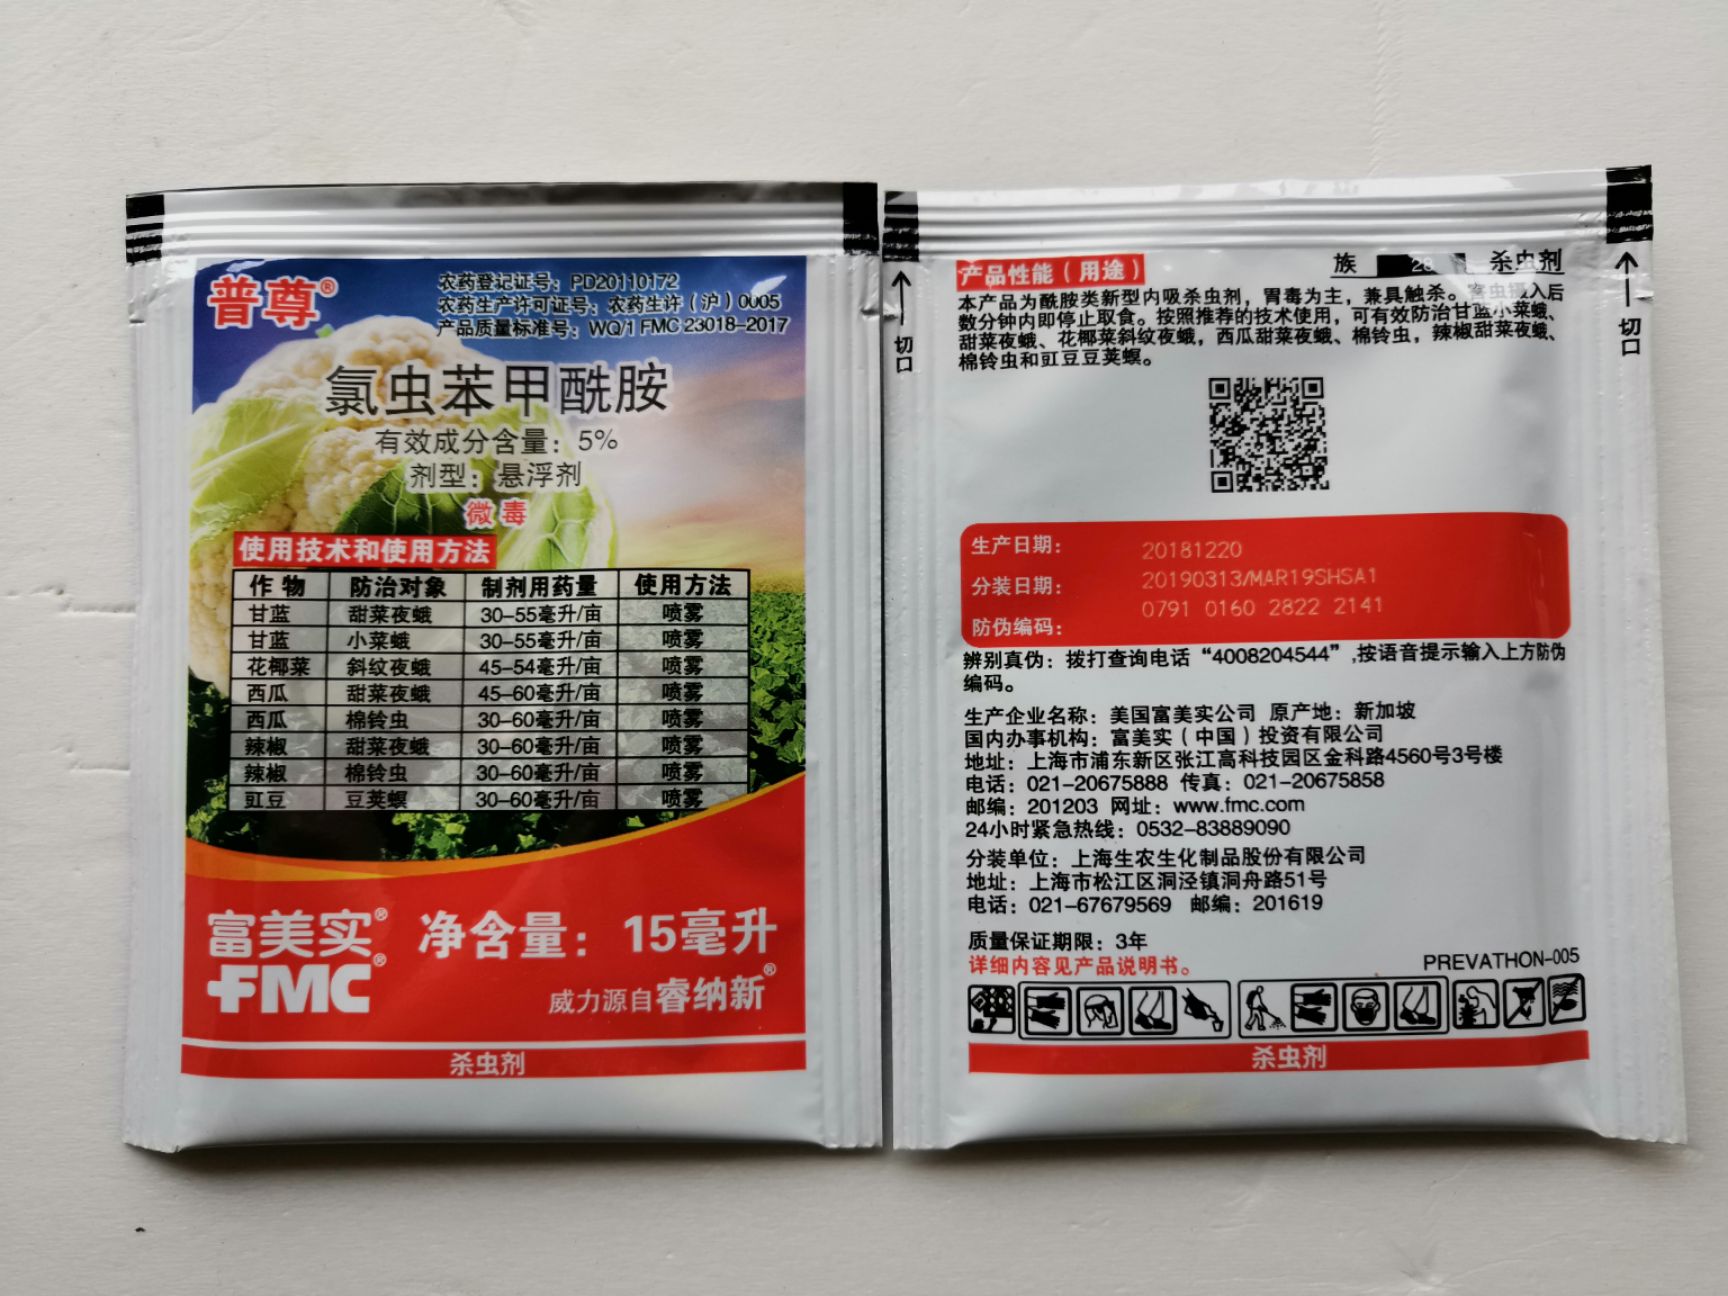 普尊®
农药登记证号：PD20110172
农药生产许可证号：农药生许（沪）0005
产品质量标准号：WQ/1 FMC 23018-2017
氯虫苯甲酰胺
有效成分含量：5%
剂型：悬浮剂
微毒
使用技术和使用方法
作物 防治对象 制剂用药量 使用方法
甘蓝 甜菜夜蛾 30-55毫升/亩 喷雾
甘蓝 小菜蛾 30-55毫升/亩 喷雾
花椰菜 斜纹夜蛾 45-54毫升/亩 喷雾
西瓜 甜菜夜蛾 45-60毫升/亩 喷雾
西瓜 棉铃虫 30-60毫升/亩 喷雾
辣椒 甜菜夜蛾 30-60毫升/亩 喷雾
辣椒 棉铃虫 30-60毫升/亩 喷雾
豇豆 豆荚螟 30-60毫升/亩 喷雾
富美实®
FMC®
净含量：15毫升
威力源自睿纳新®
杀虫剂
切口
切口
产品性能（用途）
族 28 杀虫剂
本产品为酰胺类新型内吸杀虫剂，胃毒为主，兼具触杀。害虫摄入后
数分钟内即停止取食。按照推荐的技术使用，可有效防治甘蓝小菜蛾、
甜菜夜蛾、花椰菜斜纹夜蛾，西瓜甜菜夜蛾、棉铃虫，辣椒甜菜夜蛾、
棉铃虫和豇豆豆荚螟。
生产日期： 20181220
分装日期： 20190313/MAR19SHSA1
防伪编码： 0791 0160 2822 2141
辨别真伪：拨打查询电话“4008204544”,按语音提示输入上方防伪
编码。
生产企业名称：美国富美实公司 原产地：新加坡
国内办事机构：富美实（中国）投资有限公司
地址：上海市浦东新区张江高科技园区金科路4560号3号楼
电话：021-20675888 传真：021-20675858
邮编：201203 网址：www.fmc.com
24小时紧急热线：0532-83889090
分装单位：上海生农生化制品股份有限公司
地址：上海市松江区洞泾镇洞舟路51号
电话：021-67679569 邮编：201619
质量保证期限：3年
详细内容见产品说明书。
PREVATHON-005
杀虫剂